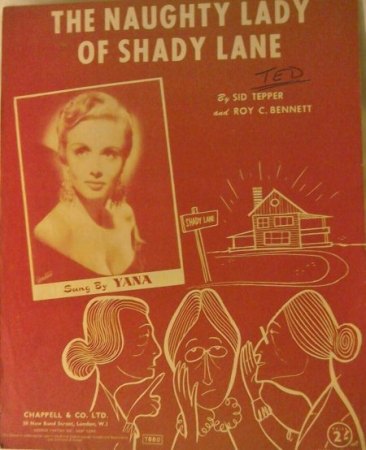 THE NAUGHTY LADY
OF SHADY LANE
TED
By SID TEPPER
and ROY C. BENNETT
SHADY LANE
Sung By YANA
CHAPPELL & CO. LTD.
50 New Bond Street, London, W.1
1660
2/-